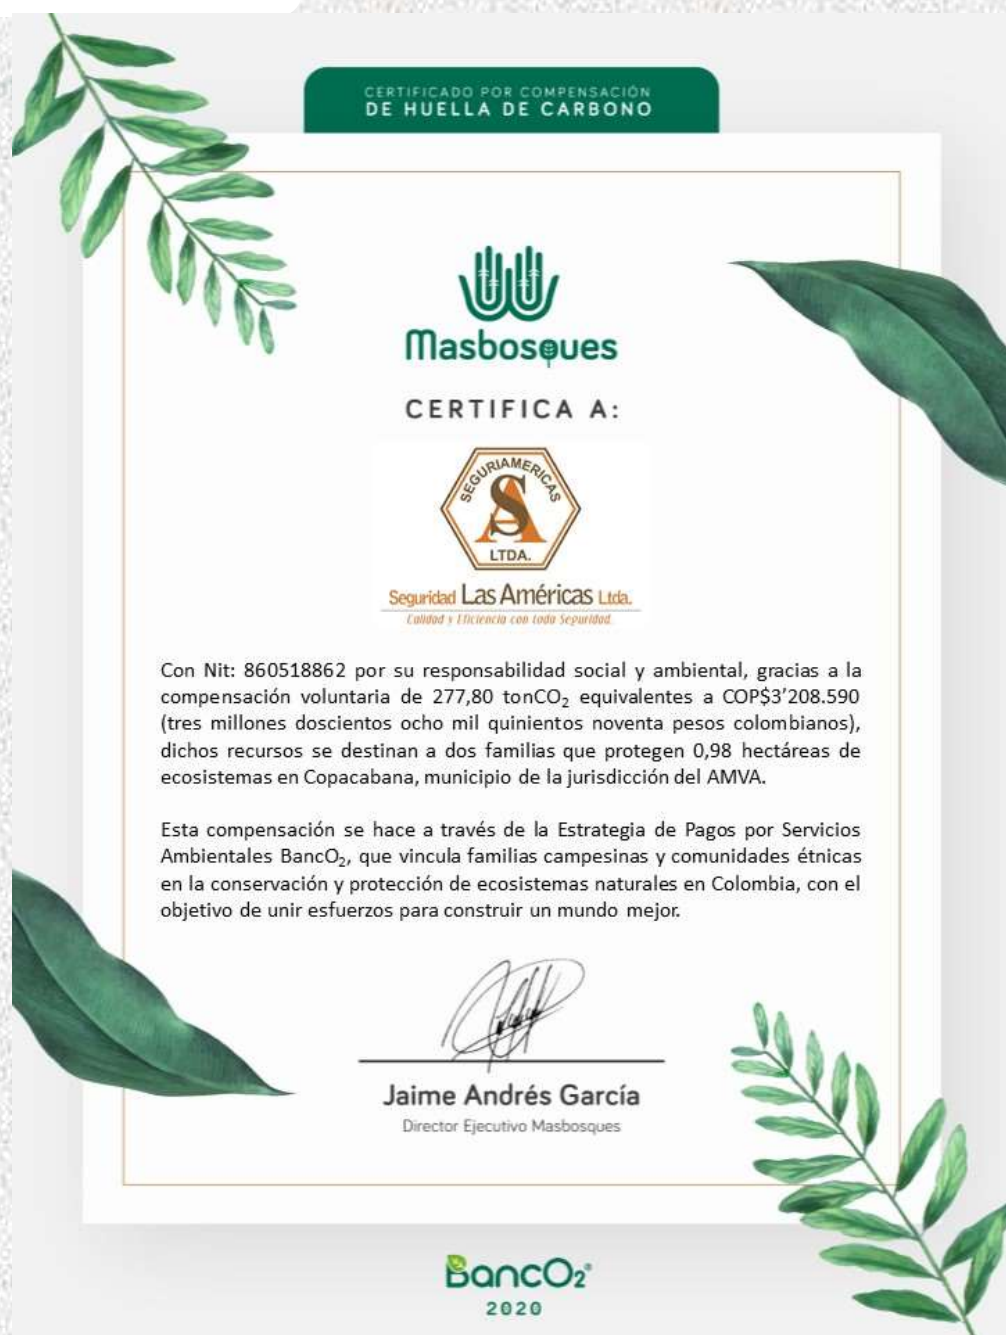 CERTIFICADO POR COMPENSACIÓN
DE HUELLA DE CARBONO
Masbosques
CERTIFICA A:
SEGURIAMERICAS
SA
LTDA.
Seguridad Las Américas Ltda.
Calidad y Eficiencia con toda Seguridad.
Con Nit: 860518862 por su responsabilidad social y ambiental, gracias a la
compensación voluntaria de 277,80 tonCO₂ equivalentes a COP$3’208.590
(tres millones doscientos ocho mil quinientos noventa pesos colombianos),
dichos recursos se destinan a dos familias que protegen 0,98 hectáreas de
ecosistemas en Copacabana, municipio de la jurisdicción del AMVA.
Esta compensación se hace a través de la Estrategia de Pagos por Servicios
Ambientales BancO₂, que vincula familias campesinas y comunidades étnicas
en la conservación y protección de ecosistemas naturales en Colombia, con el
objetivo de unir esfuerzos para construir un mundo mejor.
Jaime Andrés García
Director Ejecutivo Masbosques
BancO₂®
2020